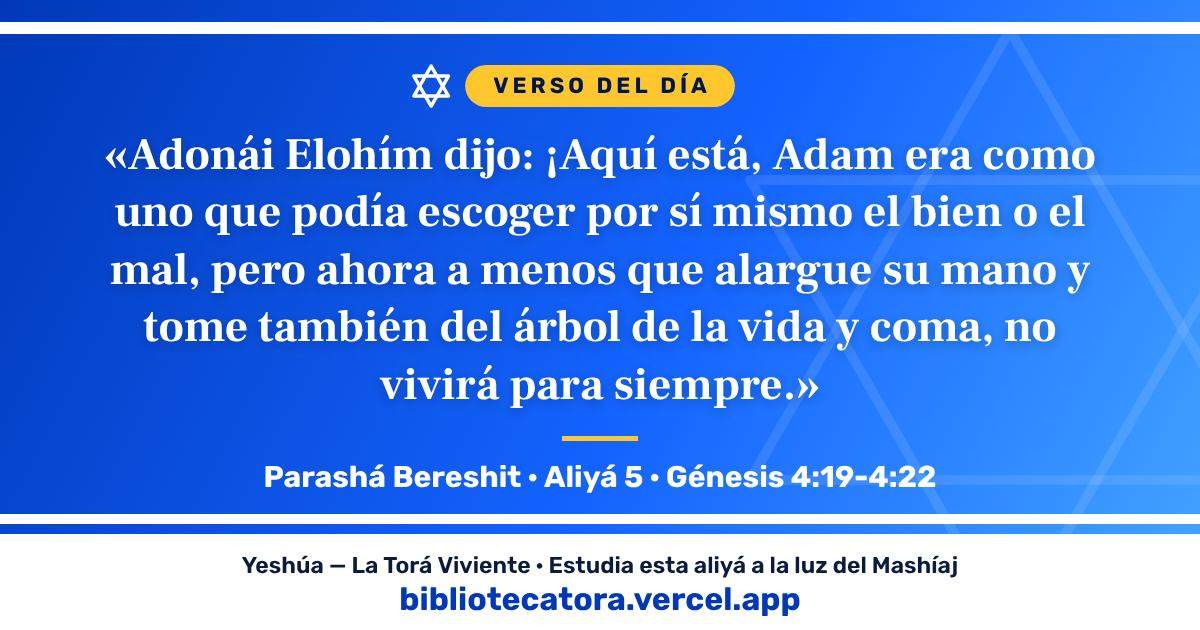 VERSO DEL DÍA
«Adonái Elohím dijo: ¡Aquí está, Adam era como
uno que podía escoger por sí mismo el bien o el
mal, pero ahora a menos que alargue su mano y
tome también del árbol de la vida y coma, no
vivirá para siempre.»
Parashá Bereshit • Aliyá 5 • Génesis 4:19-4:22
Yeshúa — La Torá Viviente • Estudia esta aliyá a la luz del Mashíaj
bibliotecatora.vercel.app